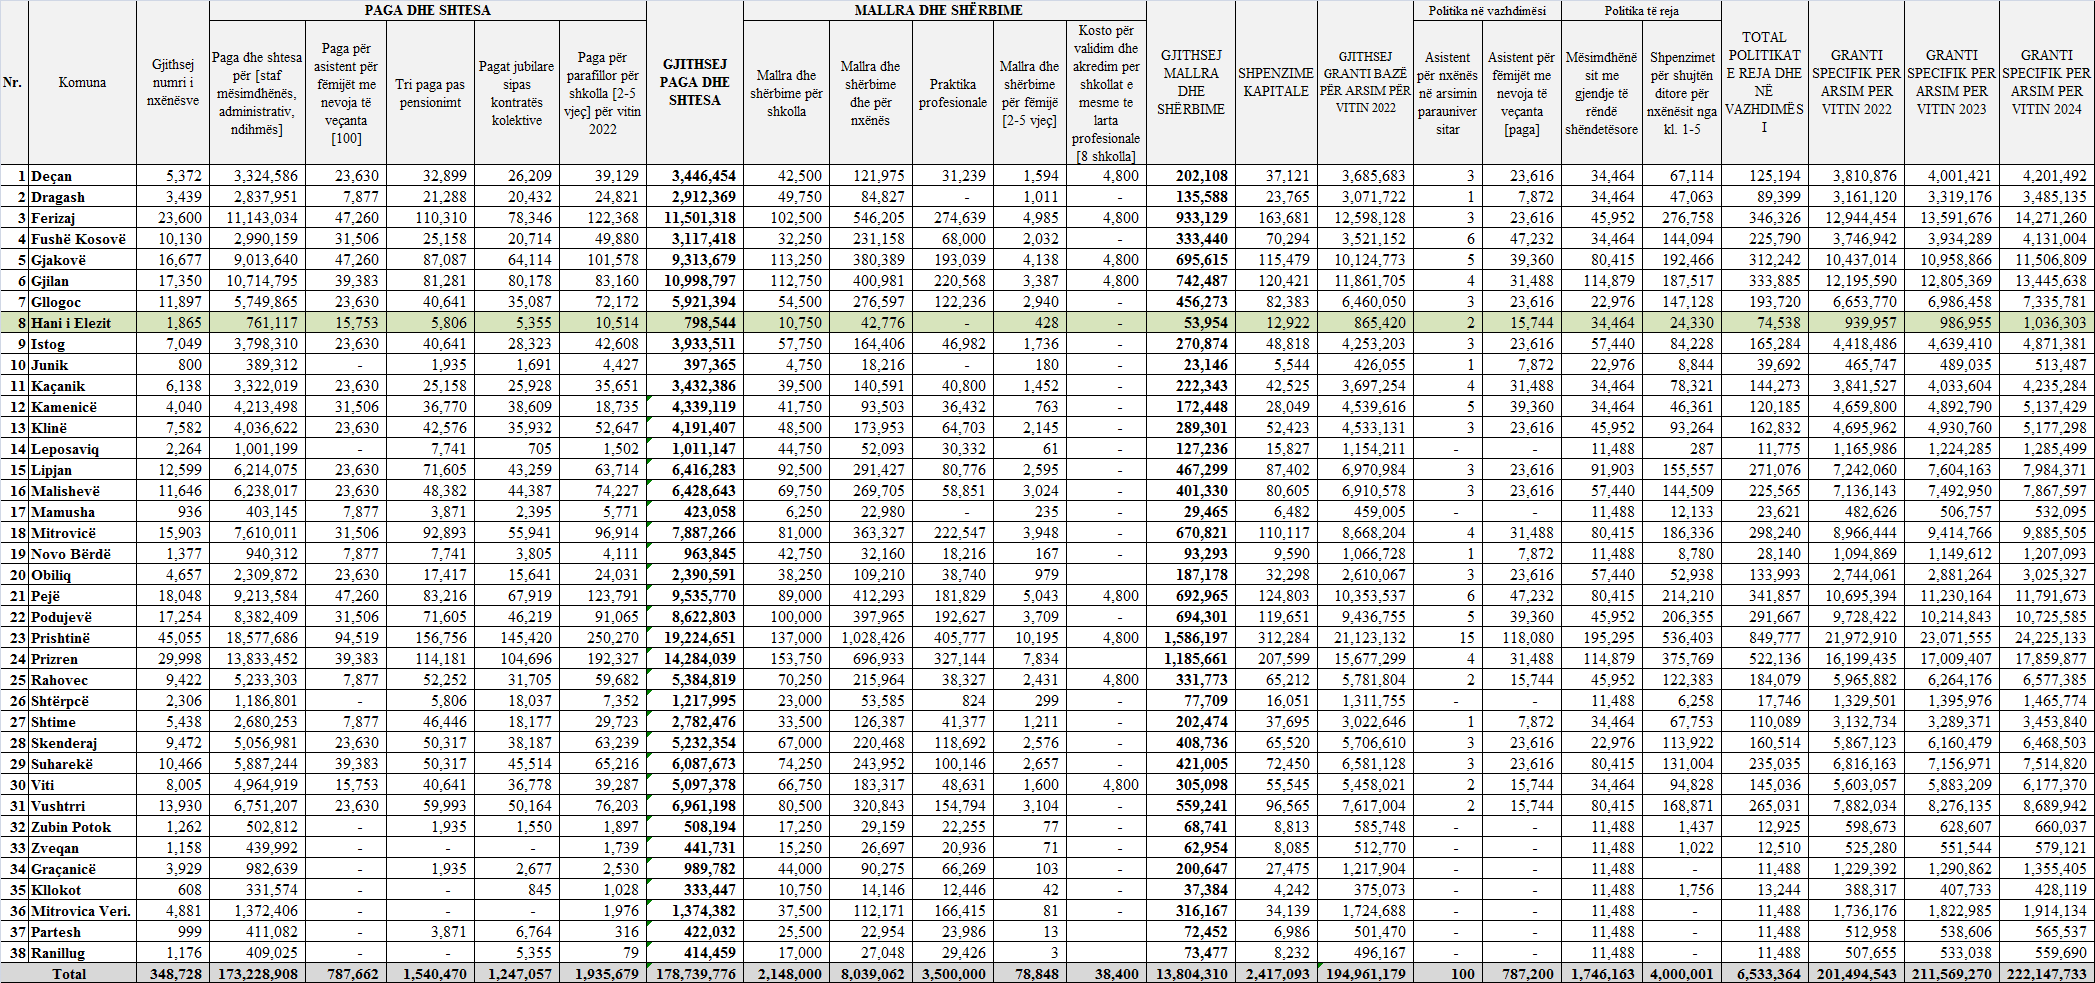 PAGA DHE SHTESA MALLRA DHE SHËRBIME Politika në vazhdimësi Politika të reja
Nr. Komuna Gjithsej numri i nxënësve Paga dhe shtesa për [staf mësimdhënës, administrativ, ndihmës] Paga për asistent për fëmijët me nevoja të veçanta [100] Tri paga pas pensionimt Pagat jubilare sipas kontratës kolektive Paga për parafillor për shkolla [2-5 vjeç] për vitin 2022 GJITHSEJ PAGA DHE SHTESA Mallra dhe shërbime për shkolla Mallra dhe shërbime dhe për nxënës Praktika profesionale Mallra dhe shërbime për fëmijë [2-5 vjeç] Kosto për validim dhe akredim per shkollat e mesme te larta profesionale [8 shkolla] GJITHSEJ MALLRA DHE SHËRBIME SHPENZIME KAPITALE GJITHSEJ GRANTI BAZË PËR ARSIM PËR VITIN 2022 Asistent për nxënës në arsimin parauniver sitar Asistent për fëmijët me nevoja të veçanta [paga] Mësimdhënë sit me gjendje të rëndë shëndetësore Shpenzimet për shujtën ditore për nxënësit nga kl. 1-5 TOTAL POLITIKAT E REJA DHE NË VAZHDIMËS I GRANTI SPECIFIK PER ARSIM PER VITIN 2022 GRANTI SPECIFIK PER ARSIM PER VITIN 2023 GRANTI SPECIFIK PER ARSIM PER VITIN 2024
1 Deçan 5,372 3,324,586 23,630 32,899 26,209 39,129 3,446,454 42,500 121,975 31,239 1,594 4,800 202,108 37,121 3,685,683 3 23,616 34,464 67,114 125,194 3,810,876 4,001,421 4,201,492
2 Dragash 3,439 2,837,951 7,877 21,288 20,432 24,821 2,912,369 49,750 84,827 - 1,011 - 135,588 23,765 3,071,722 1 7,872 34,464 47,063 89,399 3,161,120 3,319,176 3,485,135
3 Ferizaj 23,600 11,143,034 47,260 110,310 78,346 122,368 11,501,318 102,500 546,205 274,639 4,985 4,800 933,129 163,681 12,598,128 3 23,616 45,952 276,758 346,326 12,944,454 13,591,676 14,271,260
4 Fushë Kosovë 10,130 2,990,159 31,506 25,158 20,714 49,880 3,117,418 32,250 231,158 68,000 2,032 - 333,440 70,294 3,521,152 6 47,232 34,464 144,094 225,790 3,746,942 3,934,289 4,131,004
5 Gjakovë 16,677 9,013,640 47,260 87,087 64,114 101,578 9,313,679 113,250 380,389 193,039 4,138 4,800 695,615 115,479 10,124,773 5 39,360 80,415 192,466 312,242 10,437,014 10,958,866 11,506,809
6 Gjilan 17,350 10,714,795 39,383 81,281 80,178 83,160 10,998,797 112,750 400,981 220,568 3,387 4,800 742,487 120,421 11,861,705 4 31,488 114,879 187,517 333,885 12,195,590 12,805,369 13,445,638
7 Gllogoc 11,897 5,749,865 23,630 40,641 35,087 72,172 5,921,394 54,500 276,597 122,236 2,940 - 456,273 82,383 6,460,050 3 23,616 22,976 147,128 193,720 6,653,770 6,986,458 7,335,781
8 Hani i Elezit 1,865 761,117 15,753 5,806 5,355 10,514 798,544 10,750 42,776 - 428 - 53,954 12,922 865,420 2 15,744 34,464 24,330 74,538 939,957 986,955 1,036,303
9 Istog 7,049 3,798,310 23,630 40,641 28,323 42,608 3,933,511 57,750 164,406 46,982 1,736 - 270,874 48,818 4,253,203 3 23,616 57,440 84,228 165,284 4,418,486 4,639,410 4,871,381
10 Junik 800 389,312 - 1,935 1,691 4,427 397,365 4,750 18,216 - 180 - 23,146 5,544 426,055 1 7,872 22,976 8,844 39,692 465,747 489,035 513,487
11 Kaçanik 6,138 3,322,019 23,630 25,158 25,928 35,651 3,432,386 39,500 140,591 40,800 1,452 - 222,343 42,525 3,697,254 4 31,488 34,464 78,321 144,273 3,841,527 4,033,604 4,235,284
12 Kamenicë 4,040 4,213,498 31,506 36,770 38,609 18,735 4,339,119 41,750 93,503 36,432 763 - 172,448 28,049 4,539,616 5 39,360 34,464 46,361 120,185 4,659,800 4,892,790 5,137,429
13 Klinë 7,582 4,036,622 23,630 42,576 35,932 52,647 4,191,407 48,500 173,953 64,703 2,145 - 289,301 52,423 4,533,131 3 23,616 45,952 93,264 162,832 4,695,962 4,930,760 5,177,298
14 Leposaviq 2,264 1,001,199 - 7,741 705 1,502 1,011,147 44,750 52,093 30,332 61 - 127,236 15,827 1,154,211 - - 11,488 287 11,775 1,165,986 1,224,285 1,285,499
15 Lipjan 12,599 6,214,075 23,630 71,605 43,259 63,714 6,416,283 92,500 291,427 80,776 2,595 - 467,299 87,402 6,970,984 3 23,616 91,903 155,557 271,076 7,242,060 7,604,163 7,984,371
16 Malishevë 11,646 6,238,017 23,630 48,382 44,387 74,227 6,428,643 69,750 269,705 58,851 3,024 - 401,330 80,605 6,910,578 3 23,616 57,440 144,509 225,565 7,136,143 7,492,950 7,867,597
17 Mamusha 936 403,145 7,877 3,871 2,395 5,771 423,058 6,250 22,980 - 235 - 29,465 6,482 459,005 - - 11,488 12,133 23,621 482,626 506,757 532,095
18 Mitrovicë 15,903 7,610,011 31,506 92,893 55,941 96,914 7,887,266 81,000 363,327 222,547 3,948 - 670,821 110,117 8,668,204 4 31,488 80,415 186,336 298,240 8,966,444 9,414,766 9,885,505
19 Novo Bërdë 1,377 940,312 7,877 7,741 3,805 4,111 963,845 42,750 32,160 18,216 167 - 93,293 9,590 1,066,728 1 7,872 11,488 8,780 28,140 1,094,869 1,149,612 1,207,093
20 Obiliq 4,657 2,309,872 23,630 17,417 15,641 24,031 2,390,591 38,250 109,210 38,740 979 - 187,178 32,298 2,610,067 3 23,616 57,440 52,938 133,993 2,744,061 2,881,264 3,025,327
21 Pejë 18,048 9,213,584 47,260 83,216 67,919 123,791 9,535,770 89,000 412,293 181,829 5,043 4,800 692,965 124,803 10,353,537 6 47,232 80,415 214,210 341,857 10,695,394 11,230,164 11,791,673
22 Podujevë 17,254 8,382,409 31,506 71,605 46,219 91,065 8,622,803 100,000 397,965 192,627 3,709 - 694,301 119,651 9,436,755 5 39,360 45,952 206,355 291,667 9,728,422 10,214,843 10,725,585
23 Prishtinë 45,055 18,577,686 94,519 156,756 145,420 250,270 19,224,651 137,000 1,028,426 405,777 10,195 4,800 1,586,197 312,284 21,123,132 15 118,080 195,295 536,403 849,777 21,972,910 23,071,555 24,225,133
24 Prizren 29,998 13,833,452 39,383 114,181 104,696 192,327 14,284,039 153,750 696,933 327,144 7,834 1,185,661 207,599 15,677,299 4 31,488 114,879 375,769 522,136 16,199,435 17,009,407 17,859,877
25 Rahovec 9,422 5,233,303 7,877 52,252 31,705 59,682 5,384,819 70,250 215,964 38,327 2,431 4,800 331,773 65,212 5,781,804 2 15,744 45,952 122,383 184,079 5,965,882 6,264,176 6,577,385
26 Shtërpcë 2,306 1,186,801 - 5,806 18,037 7,352 1,217,995 23,000 53,585 824 299 - 77,709 16,051 1,311,755 - - 11,488 6,258 17,746 1,329,501 1,395,976 1,465,774
27 Shtime 5,438 2,680,253 7,877 46,446 18,177 29,723 2,782,476 33,500 126,387 41,377 1,211 - 202,474 37,695 3,022,646 1 7,872 34,464 67,753 110,089 3,132,734 3,289,371 3,453,840
28 Skenderaj 9,472 5,056,981 23,630 50,317 38,187 63,239 5,232,354 67,000 220,468 118,692 2,576 - 408,736 65,520 5,706,610 3 23,616 22,976 113,922 160,514 5,867,123 6,160,479 6,468,503
29 Suharekë 10,466 5,887,244 39,383 50,317 45,514 65,216 6,087,673 74,250 243,952 100,146 2,657 - 421,005 72,450 6,581,128 3 23,616 80,415 131,004 235,035 6,816,163 7,156,971 7,514,820
30 Viti 8,005 4,964,919 15,753 40,641 36,778 39,287 5,097,378 66,750 183,317 48,631 1,600 4,800 305,098 55,545 5,458,021 2 15,744 34,464 94,828 145,036 5,603,057 5,883,209 6,177,370
31 Vushtrri 13,930 6,751,207 23,630 59,993 50,164 76,203 6,961,198 80,500 320,843 154,794 3,104 - 559,241 96,565 7,617,004 2 15,744 80,415 168,871 265,031 7,882,034 8,276,135 8,689,942
32 Zubin Potok 1,262 502,812 - 1,935 1,550 1,897 508,194 17,250 29,159 22,255 77 - 68,741 8,813 585,748 - - 11,488 1,437 12,925 598,673 628,607 660,037
33 Zveqan 1,158 439,992 - - - 1,739 441,731 15,250 26,697 20,936 71 - 62,954 8,085 512,770 - - 11,488 1,022 12,510 525,280 551,544 579,121
34 Graçanicë 3,929 982,639 - 1,935 2,677 2,530 989,782 44,000 90,275 66,269 103 - 200,647 27,475 1,217,904 - - 11,488 - 11,488 1,229,392 1,290,862 1,355,405
35 Kllokot 608 331,574 - - 845 1,028 333,447 10,750 14,146 12,446 42 - 37,384 4,242 375,073 - - 11,488 1,756 13,244 388,317 407,733 428,119
36 Mitrovica Veri. 4,881 1,372,406 - - - 1,976 1,374,382 37,500 112,171 166,415 81 - 316,167 34,139 1,724,688 - - 11,488 - 11,488 1,736,176 1,822,985 1,914,134
37 Partesh 999 411,082 - 3,871 6,764 316 422,032 25,500 22,954 23,986 13 72,452 6,986 501,470 - - 11,488 - 11,488 512,958 538,606 565,537
38 Ranillug 1,176 409,025 - - 5,355 79 414,459 17,000 27,048 29,426 3 - 73,477 8,232 496,167 - - 11,488 - 11,488 507,655 533,038 559,690
Total 348,728 173,228,908 787,662 1,540,470 1,247,057 1,935,679 178,739,776 2,148,000 8,039,062 3,500,000 78,848 38,400 13,804,310 2,417,093 194,961,179 100 787,200 1,746,163 4,000,001 6,533,364 201,494,543 211,569,270 222,147,733